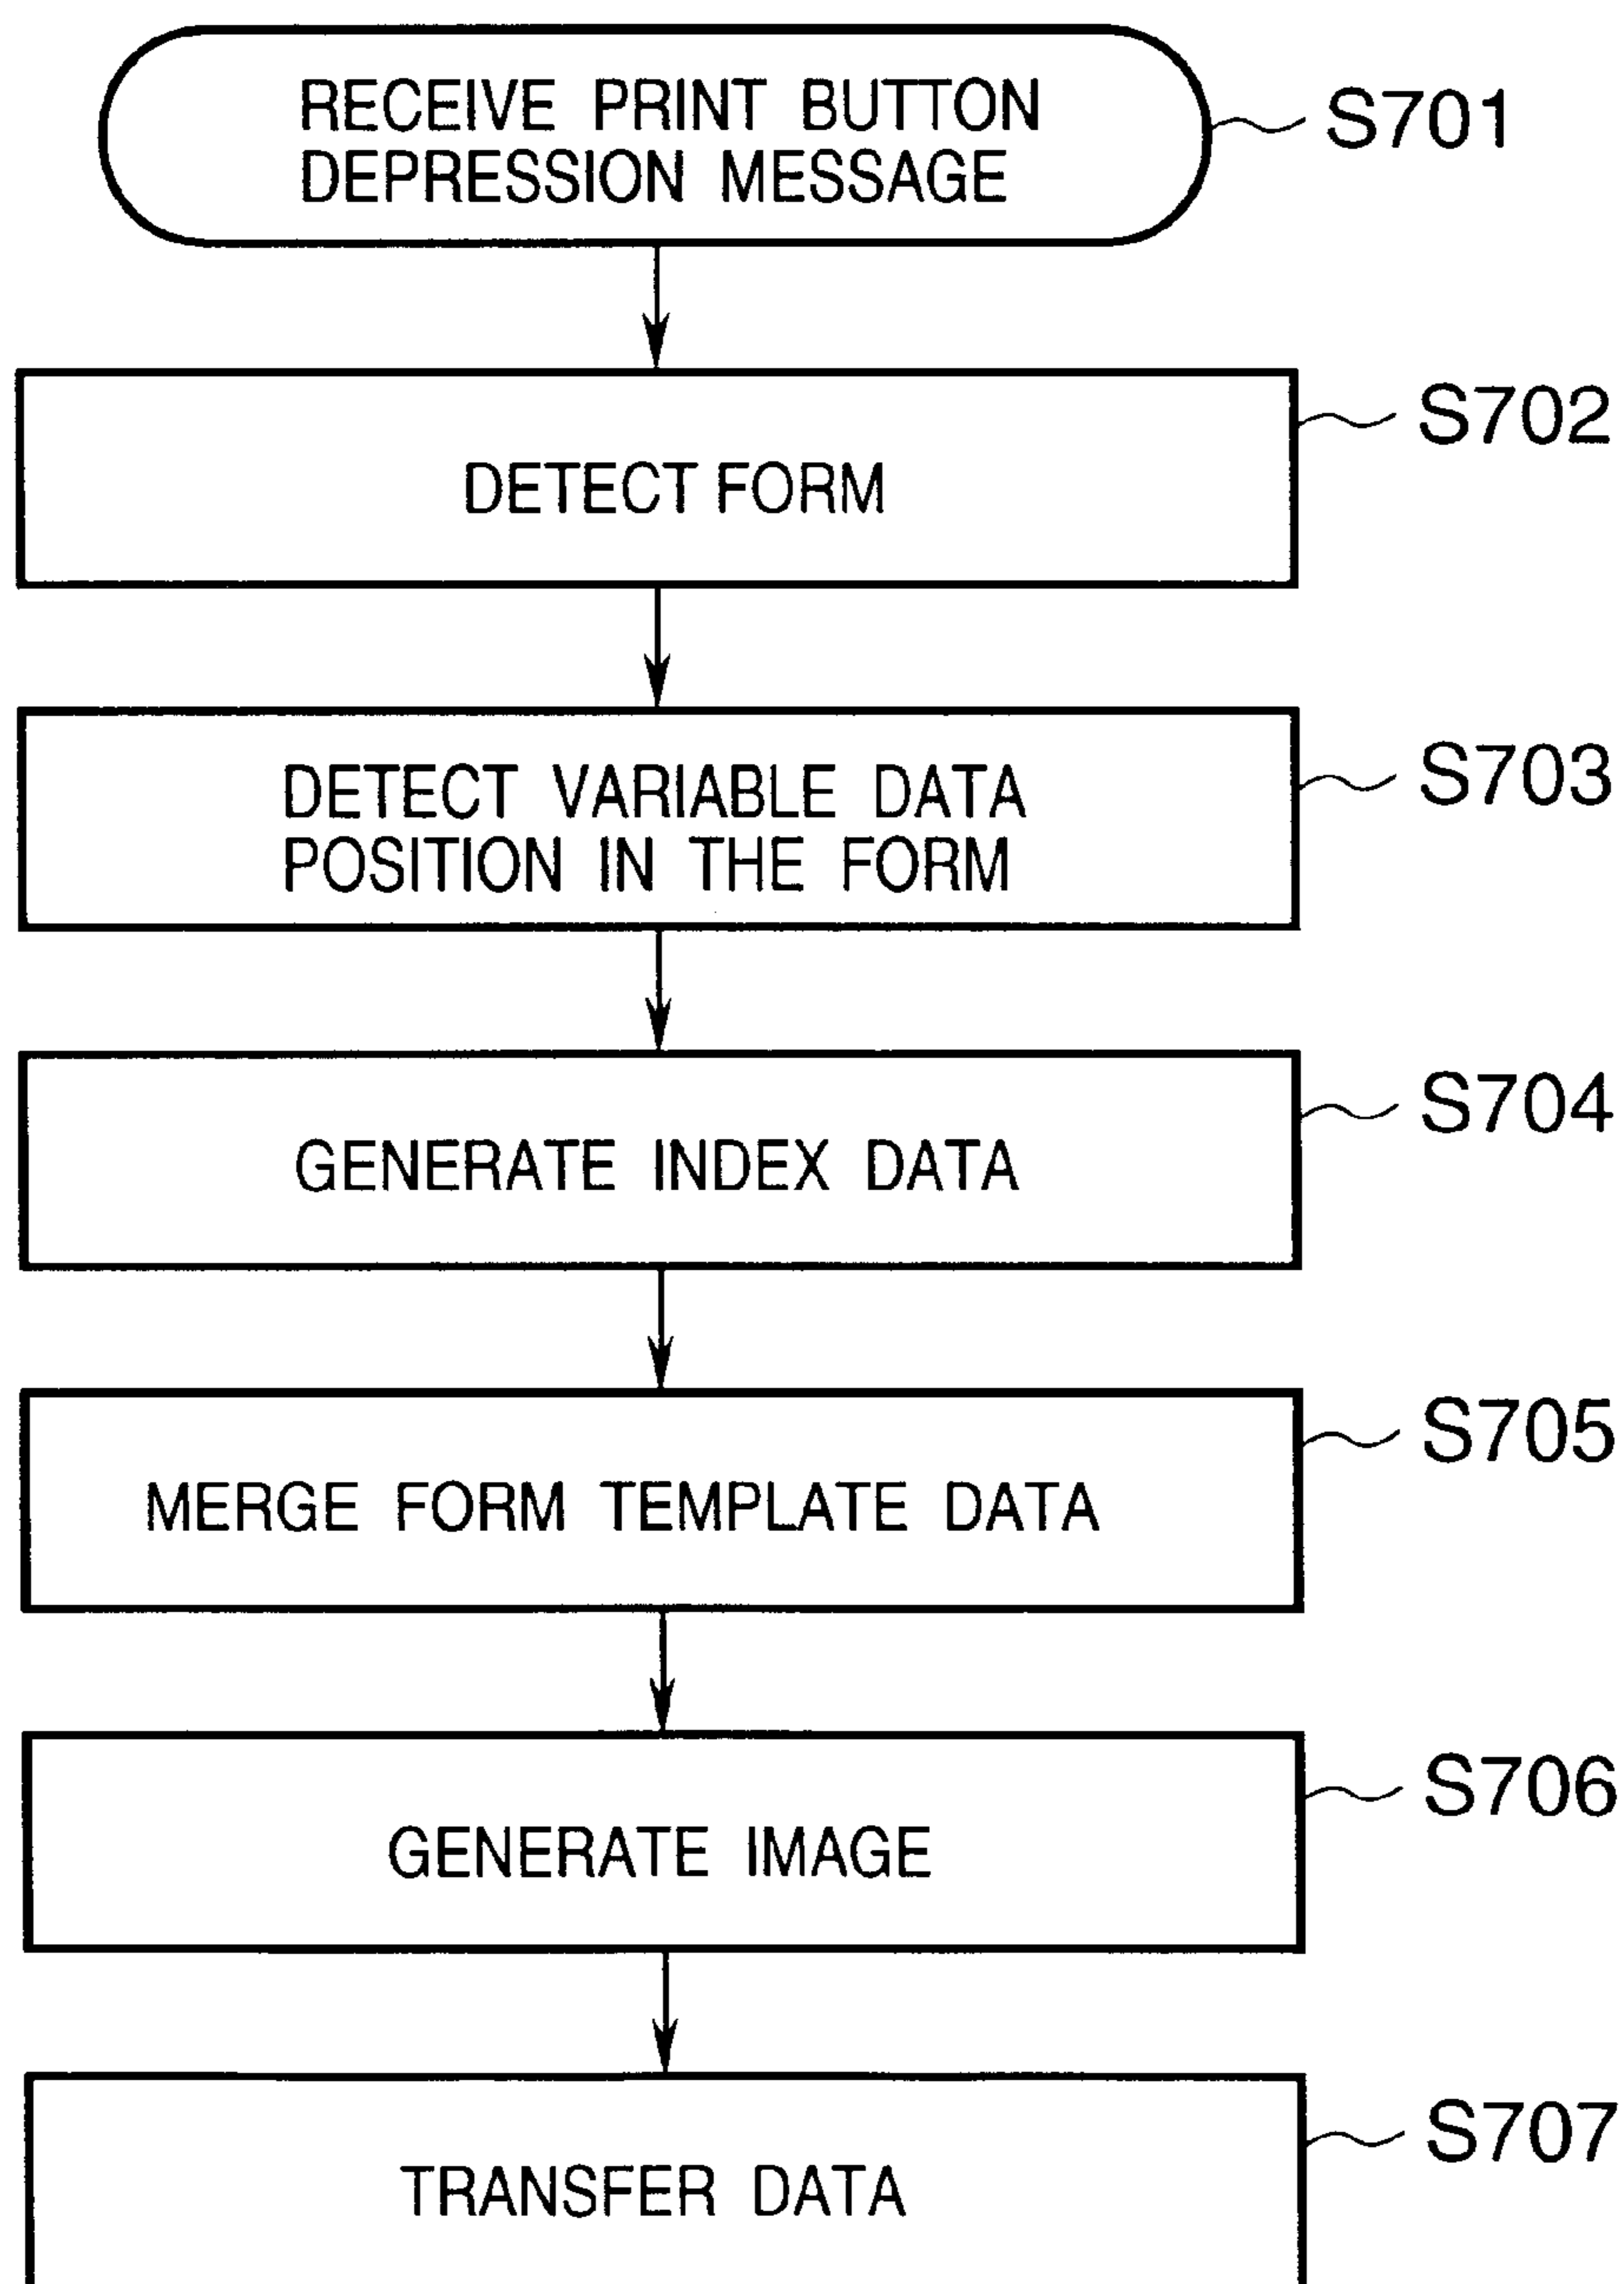 RECEIVE PRINT BUTTON
DEPRESSION MESSAGE
S701
S702
DETECT FORM
S703
DETECT VARIABLE DATA
POSITION IN THE FORM
S704
GENERATE INDEX DATA
S705
MERGE FORM TEMPLATE DATA
S706
GENERATE IMAGE
S707
TRANSFER DATA